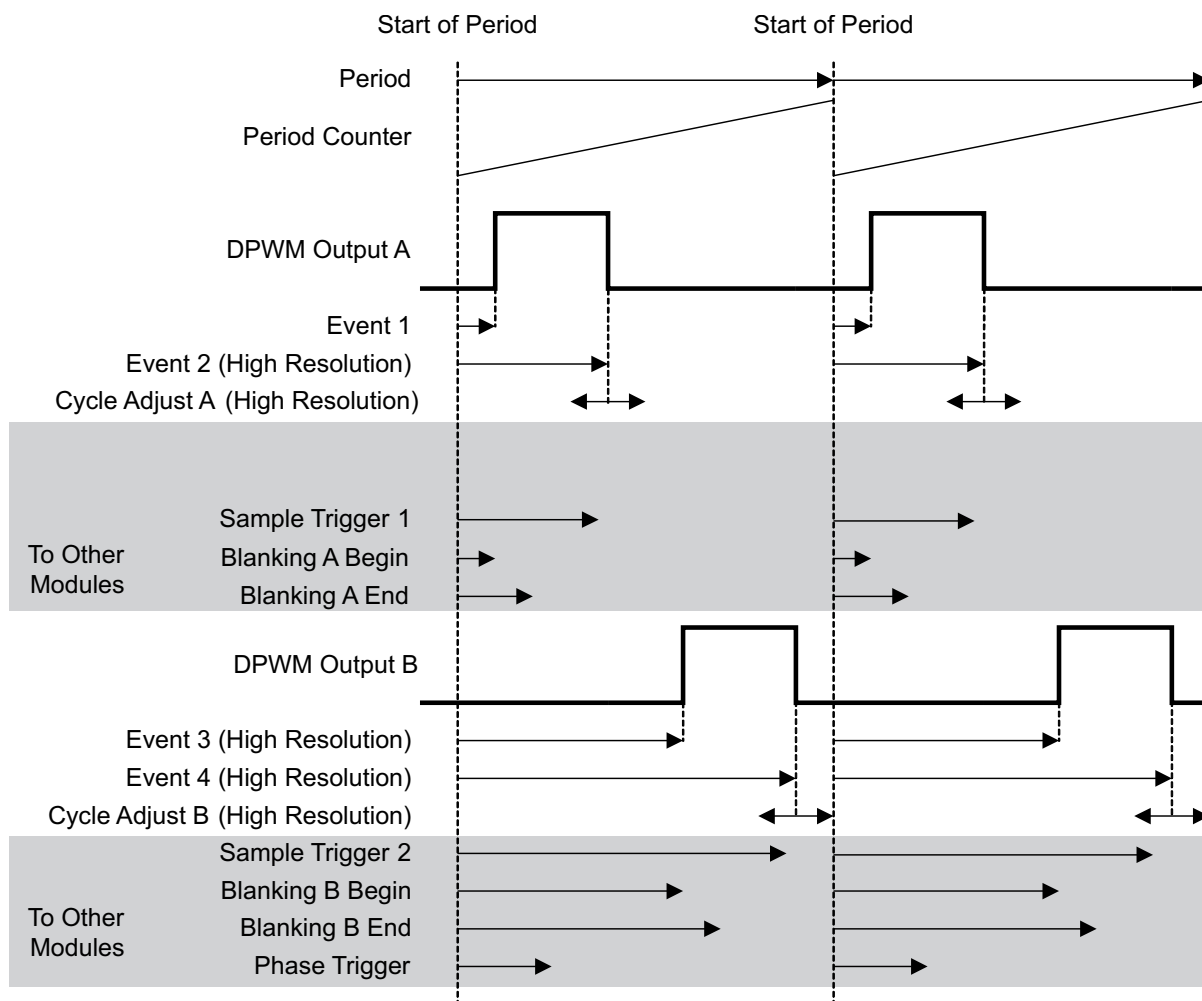 Start of Period
Start of Period
Period
Period Counter
DPWM Output A
Event 1
Event 2 (High Resolution)
Cycle Adjust A (High Resolution)
Sample Trigger 1
To Other
Modules
Blanking A Begin
Blanking A End
DPWM Output B
Event 3 (High Resolution)
Event 4 (High Resolution)
Cycle Adjust B (High Resolution)
Sample Trigger 2
Blanking B Begin
To Other
Modules
Blanking B End
Phase Trigger